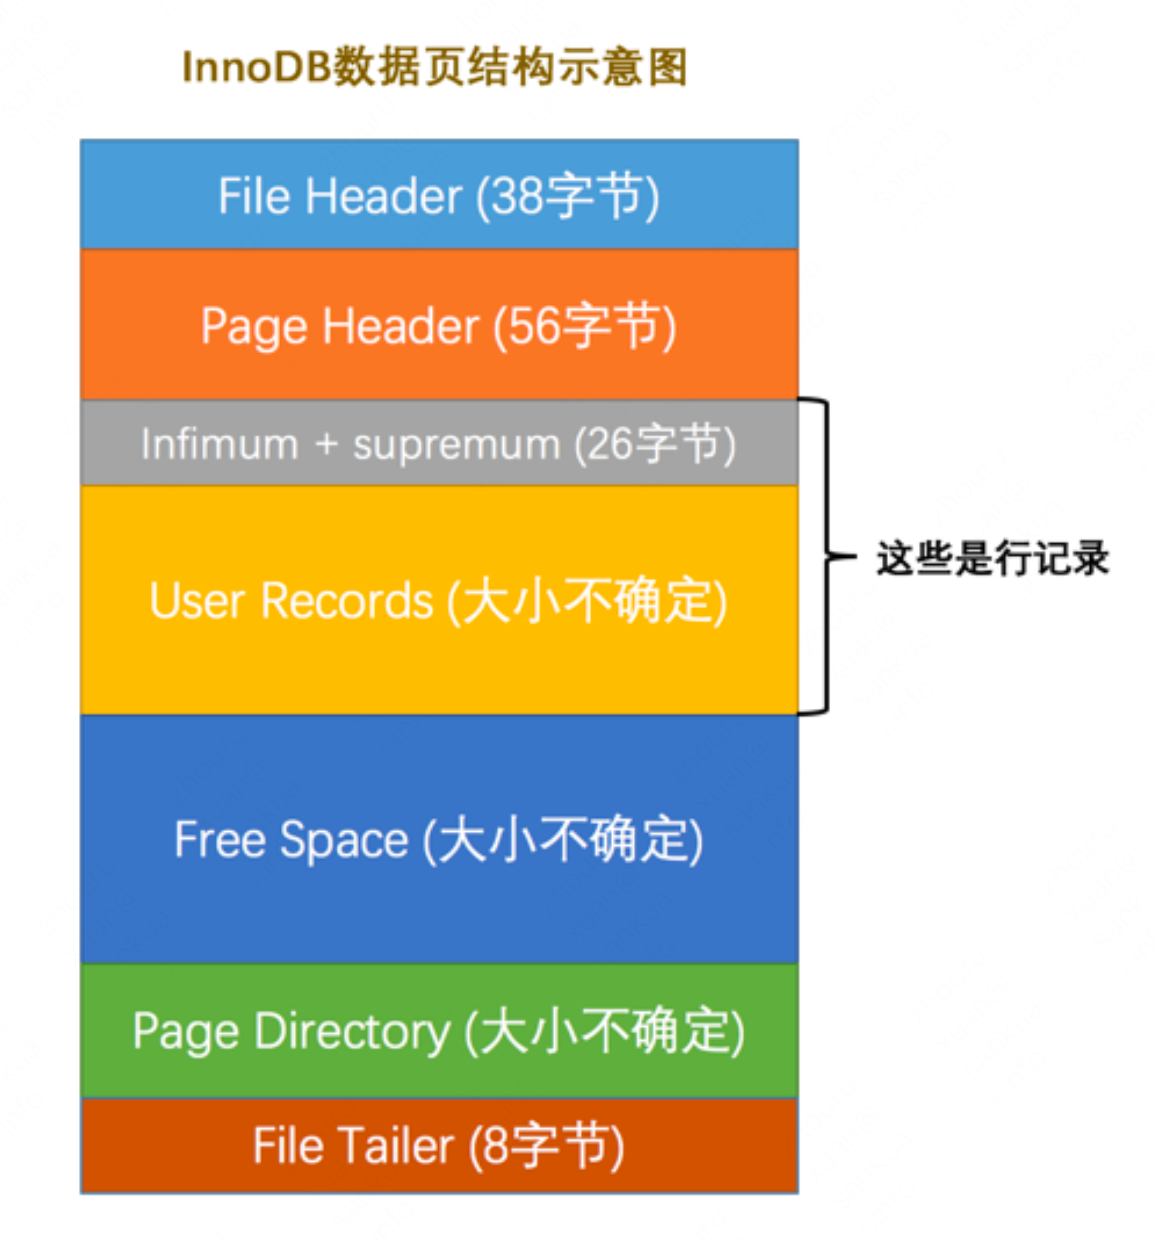 InnoDB数据页结构示意图
File Header (38字节)
Page Header (56字节)
Infimum + supremum (26字节)
User Records (大小不确定)
这些是行记录
Free Space (大小不确定)
Page Directory (大小不确定)
File Tailer (8字节)